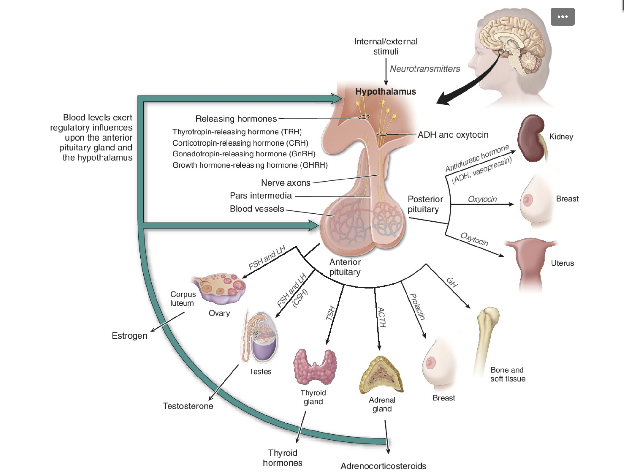 Internal/external
stimuli
Neurotransmitters
Hypothalamus
Blood levels exert
regulatory influences
upon the anterior
pituitary gland and
the hypothalamus
Releasing hormones
Thyrotropin-releasing hormone (TRH)
Corticotropin-releasing hormone (CRH)
Gonedotropin-releasing hormone (GnRH)
Growth hormone-releasing hormone (GHRH)
ADH anc oxytocin
Nerve axons
Pars intermedia
Blood vessels
Posterior
pituitary
Antidiuretic hormone
(ADH, vasopressin)
Kidney
Oxytocin
Breast
Oxytocin
Uterus
Anterior
pituitary
FSH and LH
Corpus
luteum
Ovary
Estrogen
FSH and LH
(CSH)
Testes
Testosterone
TSH
Thyroid
gland
Thyroid
hormones
ACTH
Adrenal
gland
Adrenocorticosteroids
Prolactin
Breast
GH
Bone and
soft tissue